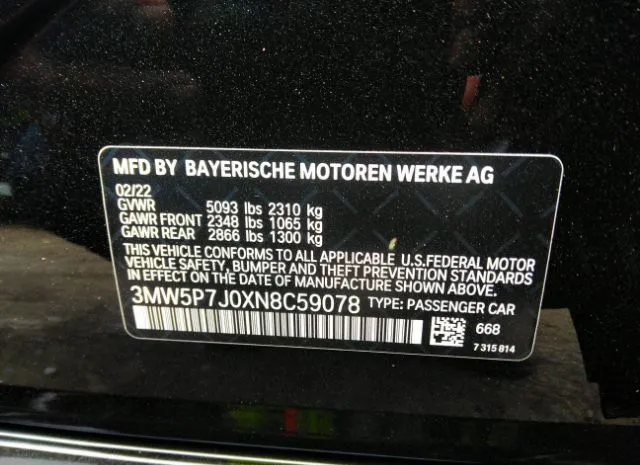 MFD BY BAYERISCHE MOTOREN WERKE AG
02/22
GVWR 5093 lbs 2310 kg
GAWR FRONT 2348 lbs 1065 kg
GAWR REAR 2866 lbs 1300 kg
THIS VEHICLE CONFORMS TO ALL APPLICABLE U.S.FEDERAL MOTOR
VEHICLE SAFETY, BUMPER AND THEFT PREVENTION STANDARDS
IN EFFECT ON THE DATE OF MANUFACTURE SHOWN ABOVE.
3MW5P7J0XN8C59078 TYPE: PASSENGER CAR
668
7 315 814